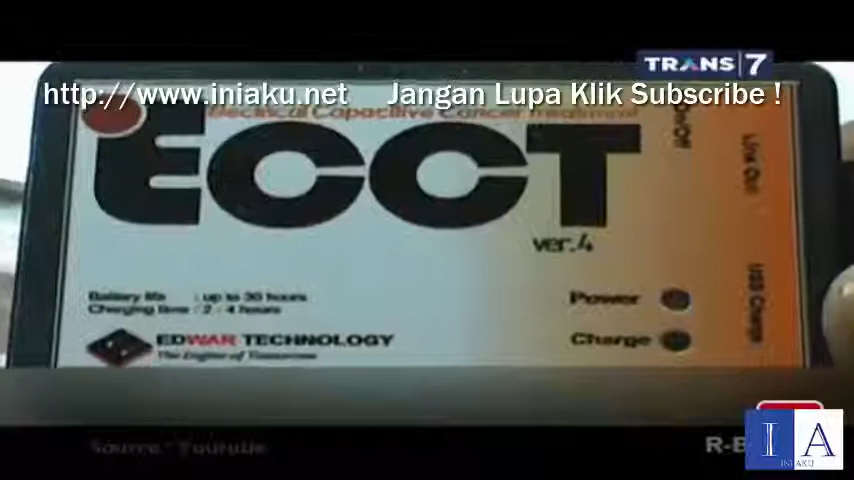 TRANS|7
http://www.iniaku.net Jangan Lupa Klik Subscribe !
Electrical Capacitive Cancer Treatment
ECCT
ver.4
On/Off
Line Out
USB Charge
Battery life : up to 30 hours
Charging time : 2 - 4 hours
Power
Charge
EDWAR TECHNOLOGY
The Engine of Tomorrow
Source: Youtube
R-B
IA
INIAKU